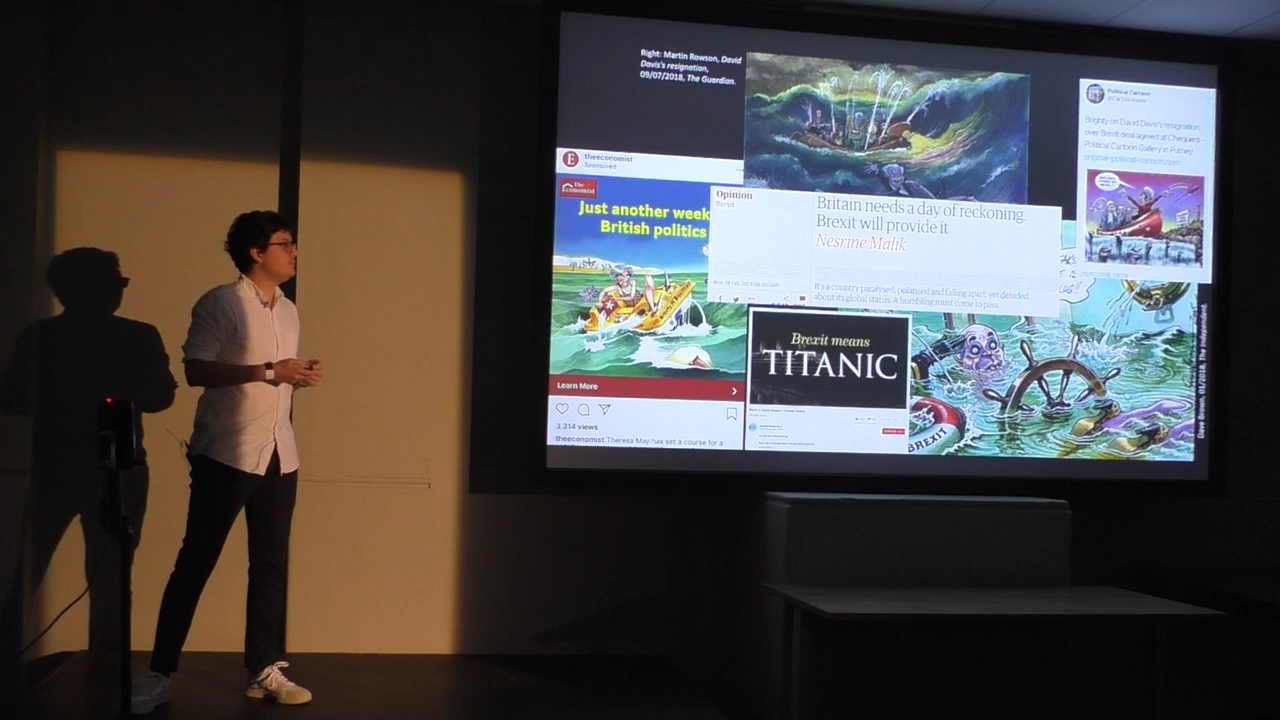 Right: Martin Rowson, David
Davis's resignation,
09/07/2018, The Guardian.
theeconomist
Sponsored
The
Economist
Just another week
British politics
Learn More
3,314 views
theeconomist Theresa May has set a course for a
Opinion
Brexit
Britain needs a day of reckoning.
Brexit will provide it
Nesrine Malik
It's a country paralysed, polarised and falling apart, yet deluded
about its global status. A humbling must come to pass
Brexit means
TITANIC
Political Cartoon
Brighty on David Davis's resignation
over Brexit deal agreed at Chequers -
Political Cartoon Gallery in Putney
original-political-cartoon.com
BREXIT
The Independent.